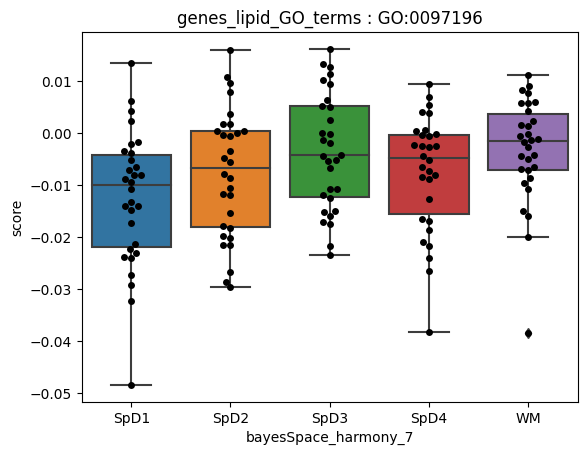 genes_lipid_GO_terms : GO:0097196
0.01
0.00
−0.01
−0.02
−0.03
−0.04
−0.05
score
SpD1 SpD2 SpD3 SpD4 WM
bayesSpace_harmony_7